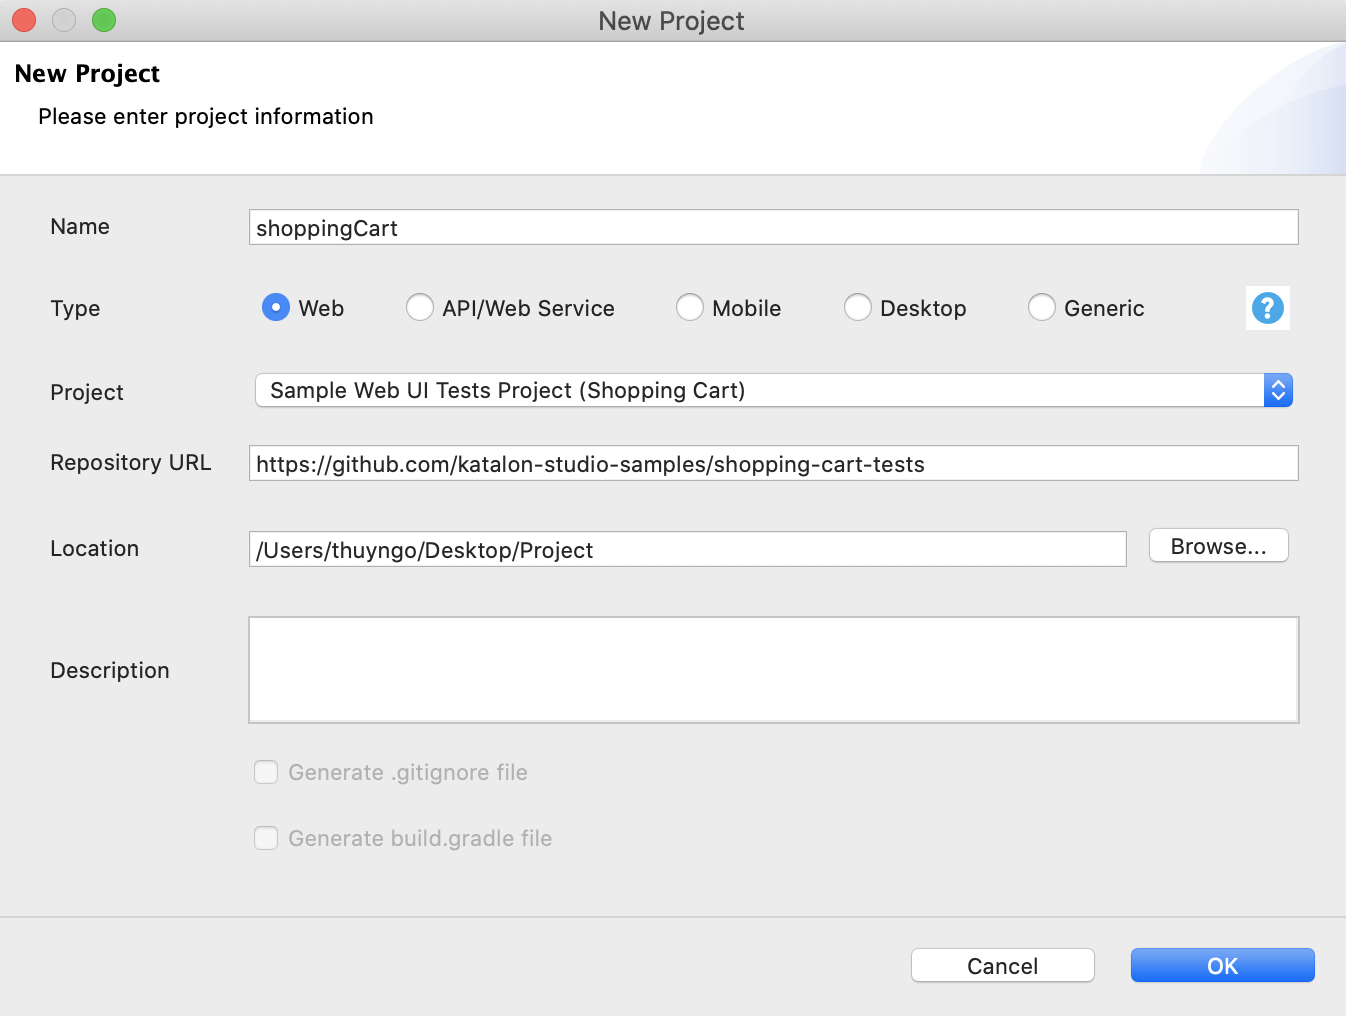 New Project
New Project
Please enter project information
Name shoppingCart
Type Web API/Web Service Mobile Desktop Generic ?
Project Sample Web UI Tests Project (Shopping Cart)
Repository URL https://github.com/katalon-studio-samples/shopping-cart-tests
Location /Users/thuyngo/Desktop/Project Browse...
Description
Generate .gitignore file
Generate build.gradle file
Cancel OK